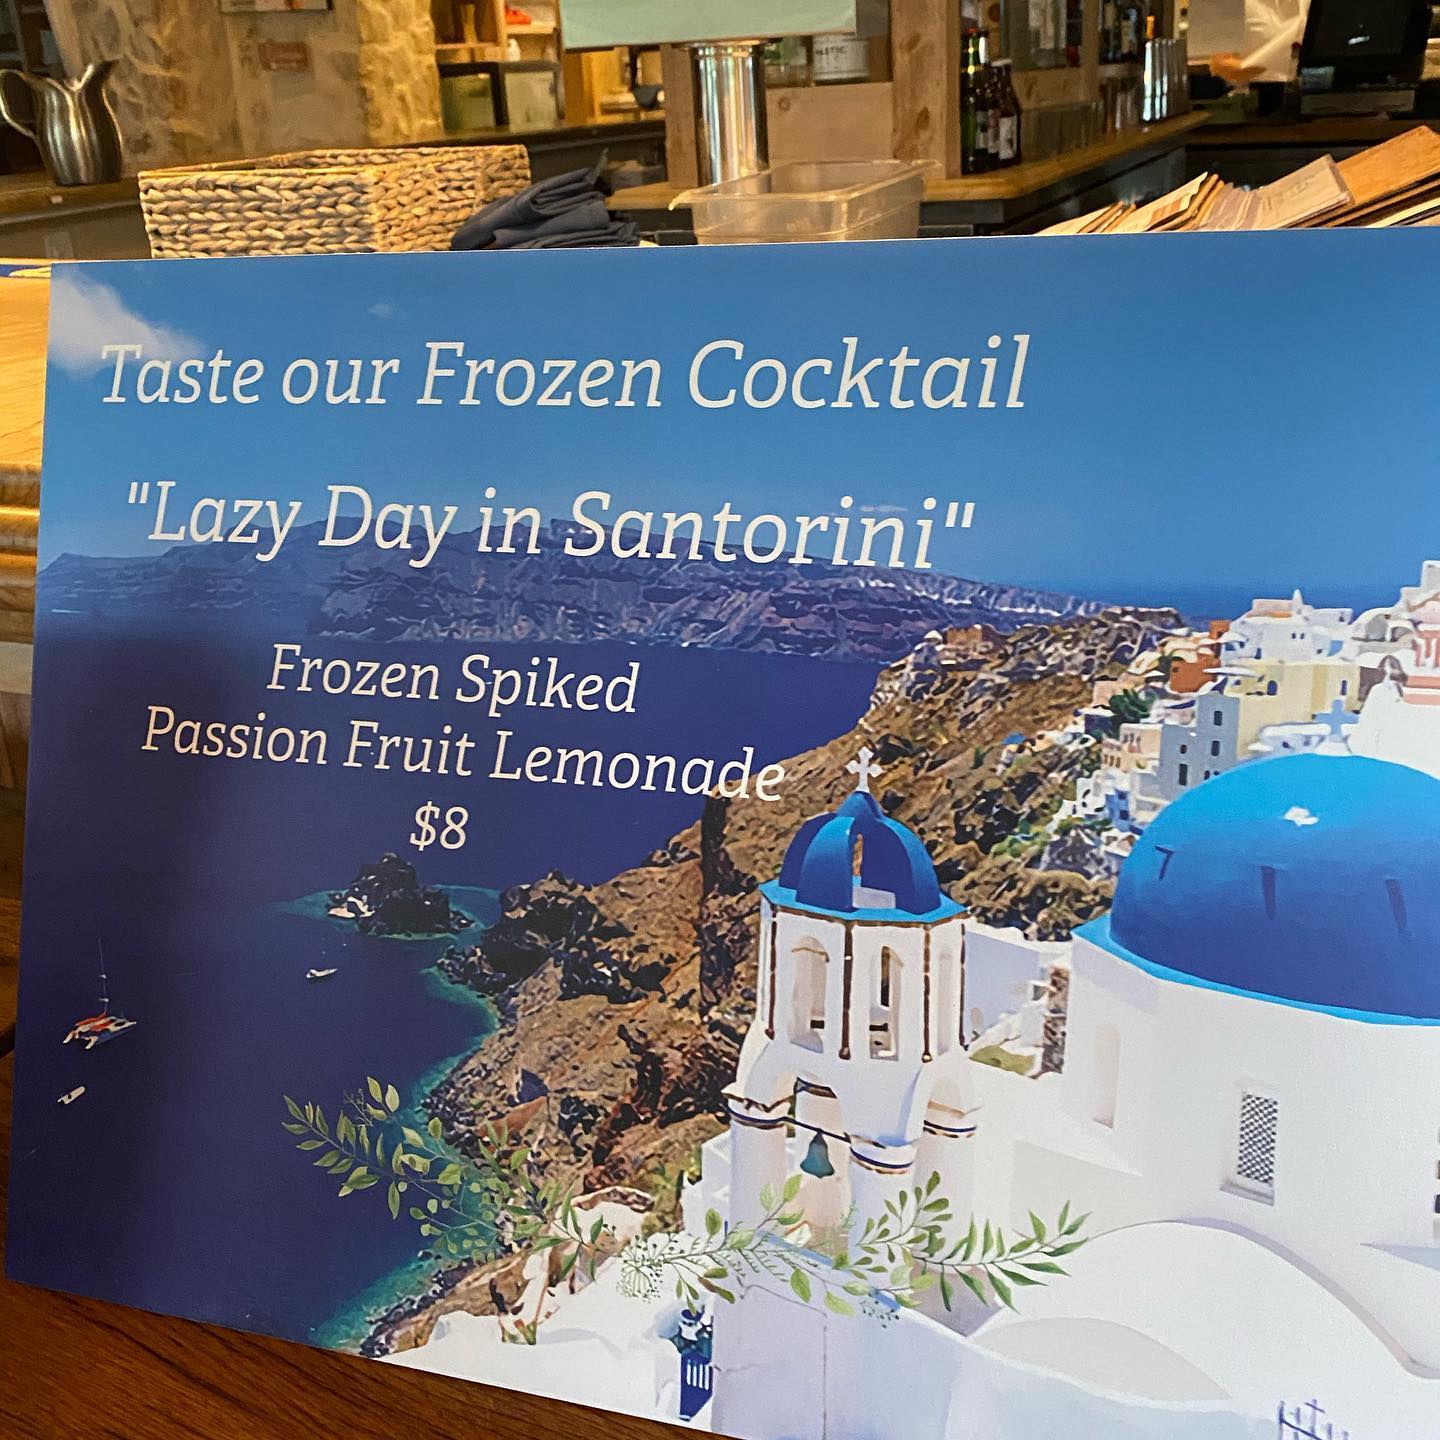 Taste our Frozen Cocktail
"Lazy Day in Santorini"
Frozen Spiked
Passion Fruit Lemonade
$8